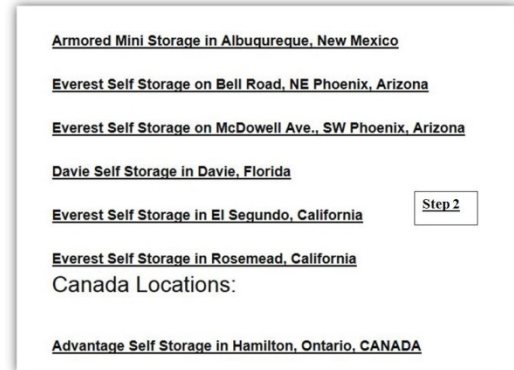 Armored Mini Storage in Albuqureque, New Mexico
Everest Self Storage on Bell Road, NE Phoenix, Arizona
Everest Self Storage on McDowell Ave., SW Phoenix, Arizona
Davie Self Storage in Davie, Florida
Step 2
Everest Self Storage in El Segundo, California
Everest Self Storage in Rosemead, California
Canada Locations:
Advantage Self Storage in Hamilton, Ontario, CANADA